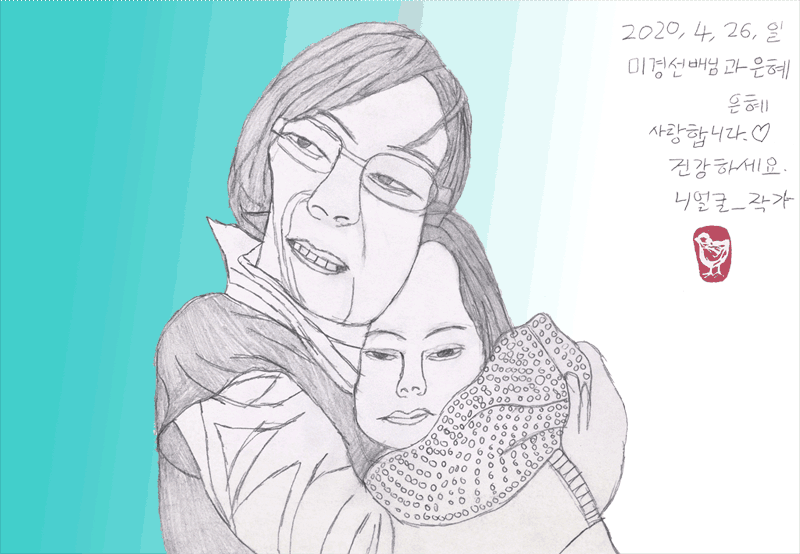 2020. 4. 26. 일
미경선배님과은혜
은혜
사랑합니다.♡
건강하세요.
니얼굴_작가